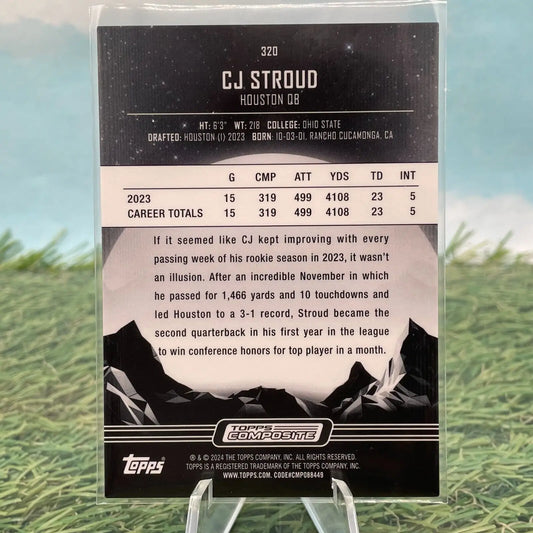 320
CJ STROUD
HOUSTON QB
HT: 6'3" WT: 218 COLLEGE: OHIO STATE
DRAFTED: HOUSTON (1) 2023 BORN: 10-03-01, RANCHO CUCAMONGA, CA
G CMP ATT YDS TD INT
2023 15 319 499 4108 23 5
CAREER TOTALS 15 319 499 4108 23 5
If it seemed like CJ kept improving with every
passing week of his rookie season in 2023, it wasn't
an illusion. After an incredible November in which
he passed for 1,466 yards and 10 touchdowns and
led Houston to a 3-1 record, Stroud became the
second quarterback in his first year in the league
to win conference honors for top player in a month.
TOPPS
COMPOSITE
topps
® & © 2024 THE TOPPS COMPANY, INC. ALL RIGHTS RESERVED.
TOPPS IS A REGISTERED TRADEMARK OF THE TOPPS COMPANY, INC.
WWW.TOPPS.COM CODE#CMP088449